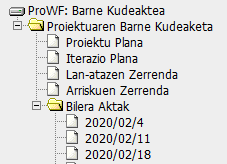 ProWF: Barne Kudeaktea
Proiektuaren Barne Kudeaketa
Proiektu Plana
Iterazio Plana
Lan-atazen Zerrenda
Arriskuen Zerrenda
Bilera Aktak
2020/02/4
2020/02/11
2020/02/18